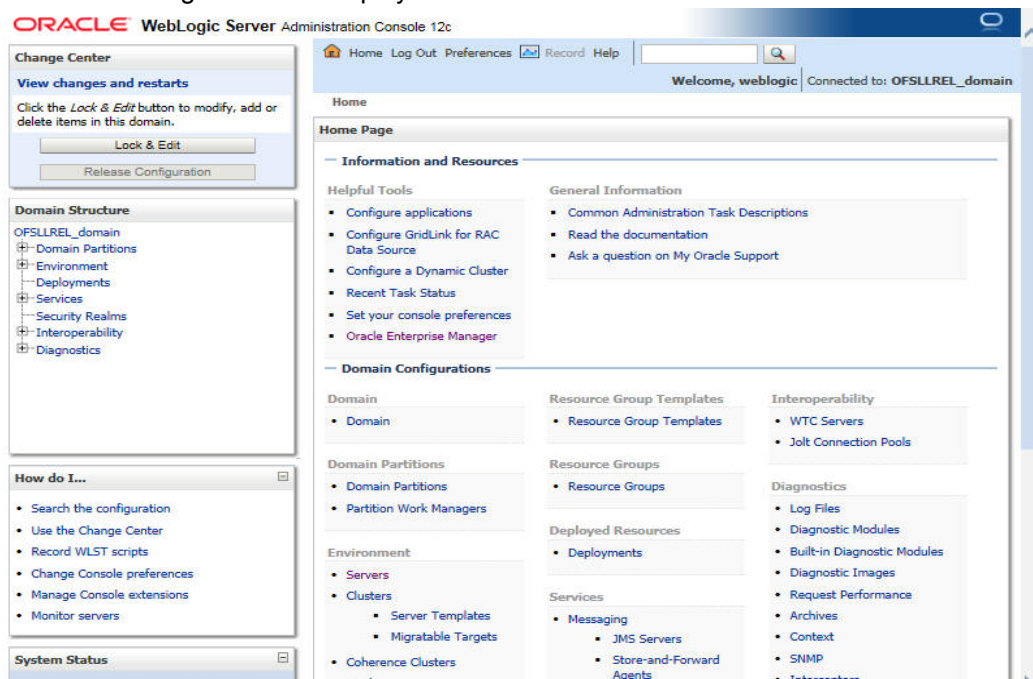 ORACLE WebLogic Server Administration Console 12c
Change Center
View changes and restarts
Click the Lock & Edit button to modify, add or
delete items in this domain.
Lock & Edit
Release Configuration
Domain Structure
OFSLLREL_domain
Domain Partitions
Environment
Deployments
Services
Security Realms
Interoperability
Diagnostics
How do I...
Search the configuration
Use the Change Center
Record WLST scripts
Change Console preferences
Manage Console extensions
Monitor servers
System Status
Home Log Out Preferences Record Help
Welcome, weblogic Connected to: OFSLLREL_domain
Home
Home Page
Information and Resources
Helpful Tools
Configure applications
Configure GridLink for RAC
Data Source
Configure a Dynamic Cluster
Recent Task Status
Set your console preferences
Oracle Enterprise Manager
General Information
Common Administration Task Descriptions
Read the documentation
Ask a question on My Oracle Support
Domain Configurations
Domain
Domain
Domain Partitions
Domain Partitions
Partition Work Managers
Environment
Servers
Clusters
Server Templates
Migratable Targets
Coherence Clusters
Resource Group Templates
Resource Group Templates
Resource Groups
Resource Groups
Deployed Resources
Deployments
Services
Messaging
JMS Servers
Store-and-Forward
Agents
Interoperability
WTC Servers
Jolt Connection Pools
Diagnostics
Log Files
Diagnostic Modules
Built-in Diagnostic Modules
Diagnostic Images
Request Performance
Archives
Context
SNMP